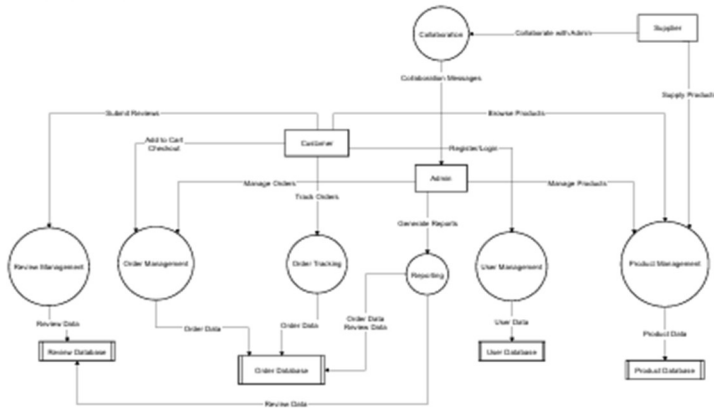 Collaboration
Collaborate with Admin
Supplier
Collaboration Messages
Supply Product
Submit Reviews
Browse Products
Add to Cart
Checkout
Customer
Register/Login
Manage Orders
Admin
Manage Products
Track Orders
Generate Reports
Review Management
Order Management
Order Tracking
Reporting
User Management
Product Management
Review Data
Order Data
Order Data
Order Data
Review Data
User Data
Product Data
Review Database
Order Database
User Database
Product Database
Review Data